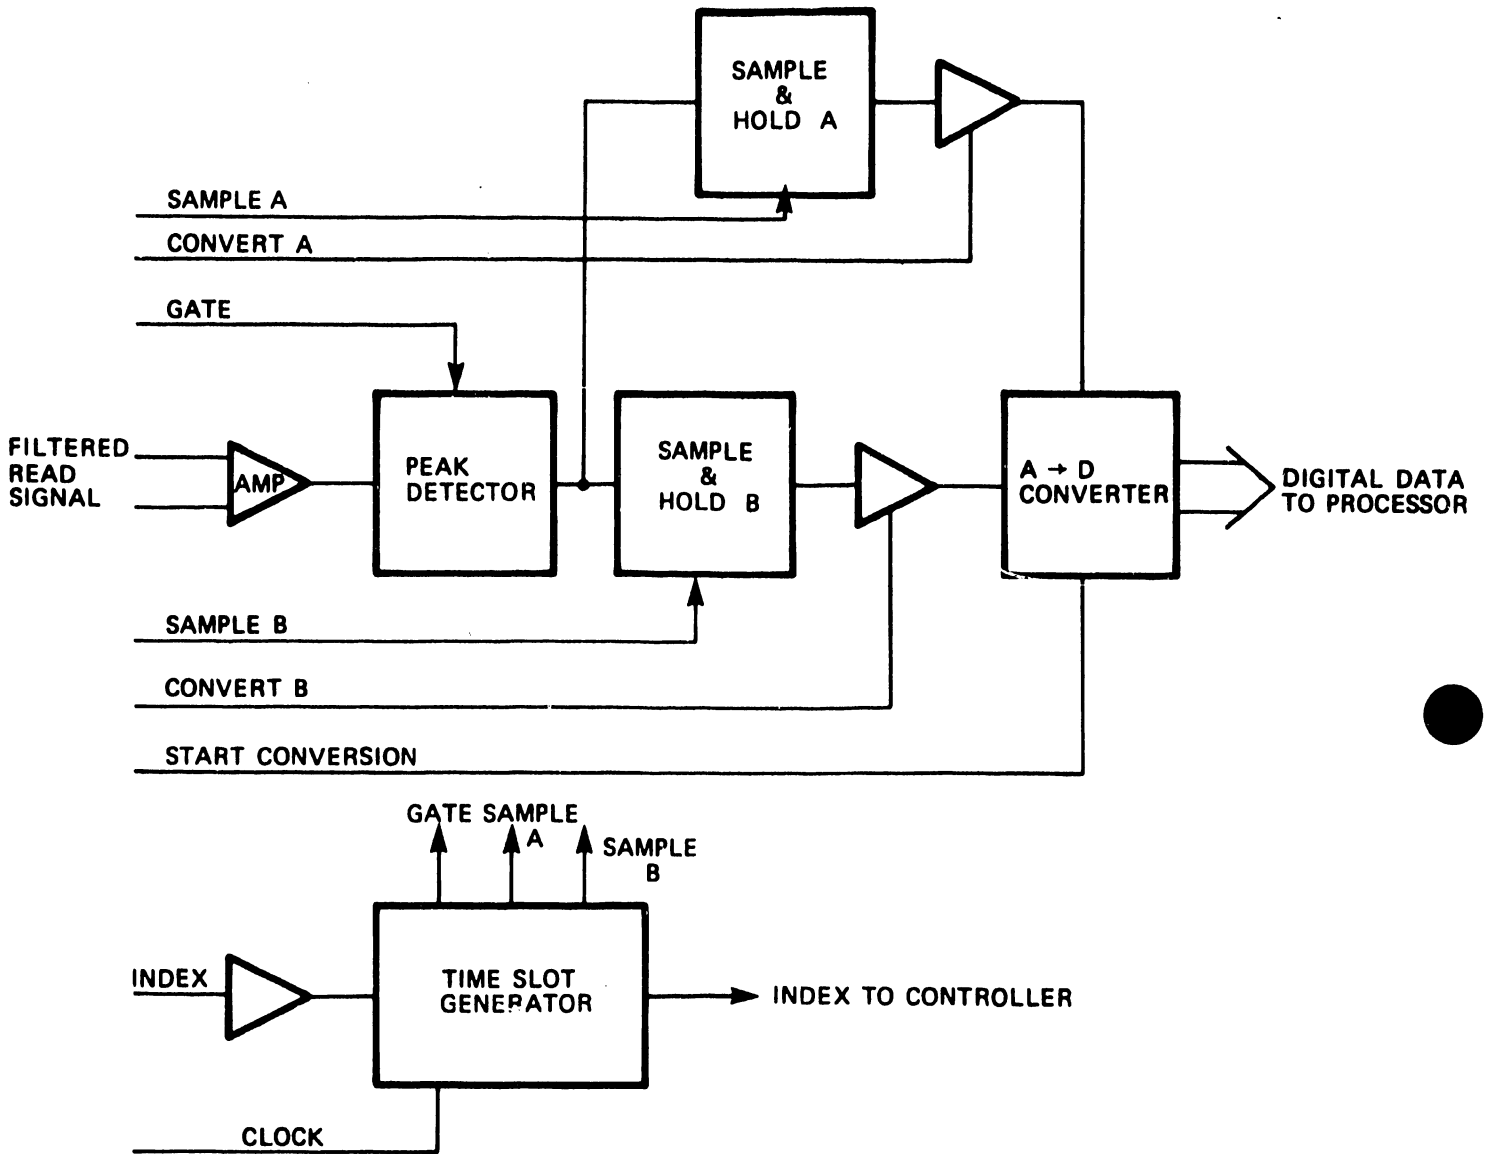 SAMPLE
&
HOLD A
SAMPLE A
CONVERT A
GATE
FILTERED
READ
SIGNAL
AMP
PEAK
DETECTOR
SAMPLE
&
HOLD B
A → D
CONVERTER
DIGITAL DATA
TO PROCESSOR
SAMPLE B
CONVERT B
START CONVERSION
GATE SAMPLE
A
SAMPLE
B
INDEX
TIME SLOT
GENERATOR
INDEX TO CONTROLLER
CLOCK